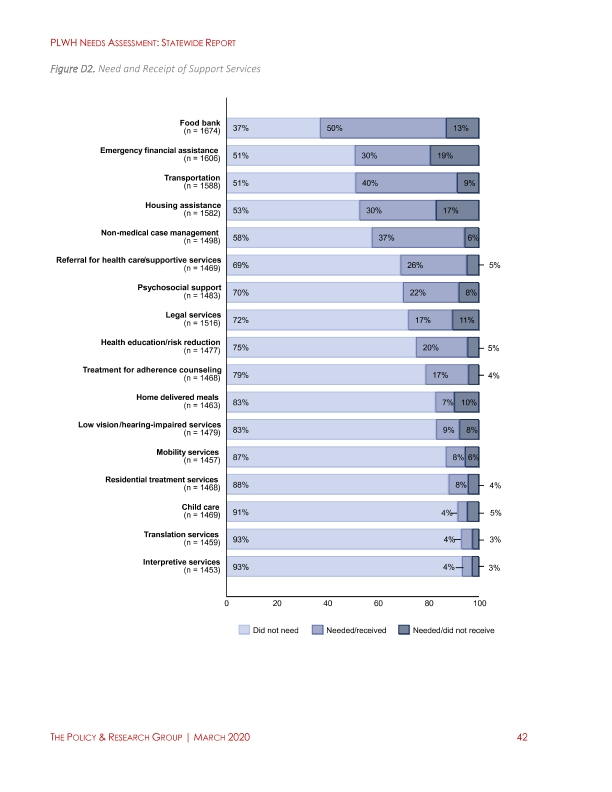 PLWH NEEDS ASSESSMENT: STATEWIDE REPORT
Figure D2. Need and Receipt of Support Services
Food bank
(n = 1674)
37% 50% 13%
Emergency financial assistance
(n = 1606)
51% 30% 19%
Transportation
(n = 1588)
51% 40% 9%
Housing assistance
(n = 1582)
53% 30% 17%
Non-medical case management
(n = 1498)
58% 37% 6%
Referral for health care/supportive services
(n = 1469)
69% 26% 5%
Psychosocial support
(n = 1483)
70% 22% 8%
Legal services
(n = 1516)
72% 17% 11%
Health education/risk reduction
(n = 1477)
75% 20% 5%
Treatment for adherence counseling
(n = 1468)
79% 17% 4%
Home delivered meals
(n = 1463)
83% 7% 10%
Low vision/hearing-impaired services
(n = 1479)
83% 9% 8%
Mobility services
(n = 1457)
87% 8% 6%
Residential treatment services
(n = 1468)
88% 8% 4%
Child care
(n = 1469)
91% 4% 5%
Translation services
(n = 1459)
93% 4% 3%
Interpretive services
(n = 1453)
93% 4% 3%
0 20 40 60 80 100
Did not need Needed/received Needed/did not receive
THE POLICY & RESEARCH GROUP | MARCH 2020 42